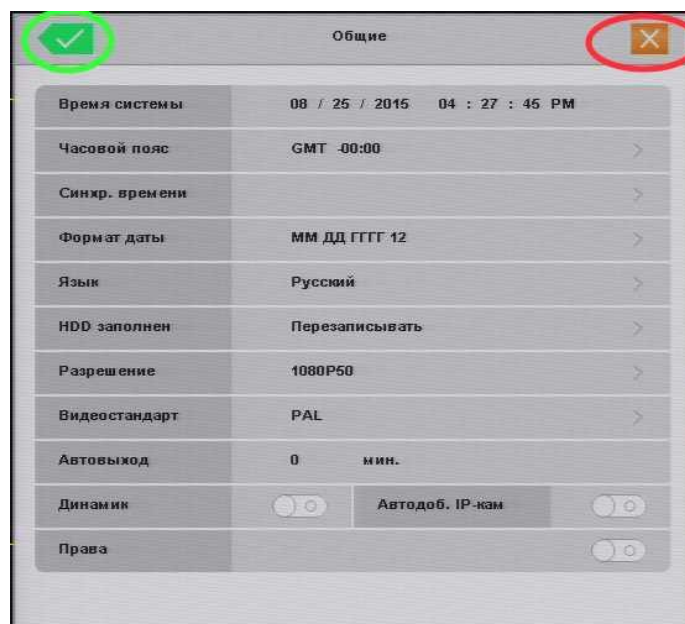 Общие
Время системы 08 / 25 / 2015 04 : 27 : 45 PM
Часовой пояс GMT -00:00
Синхр. времени
Формат даты ММ ДД ГГГГ 12
Язык Русский
HDD заполнен Перезаписывать
Разрешение 1080P50
Видеостандарт PAL
Автовыход 0 мин.
Динамик Автодоб. IP-кам
Права